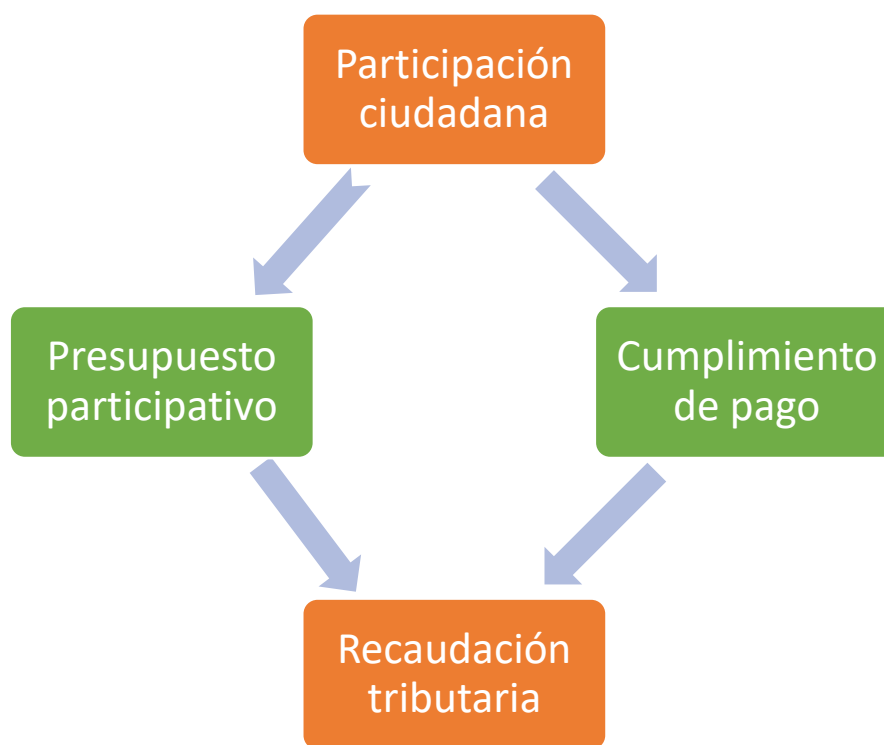 Participación
ciudadana
Presupuesto
participativo
Cumplimiento
de pago
Recaudación
tributaria